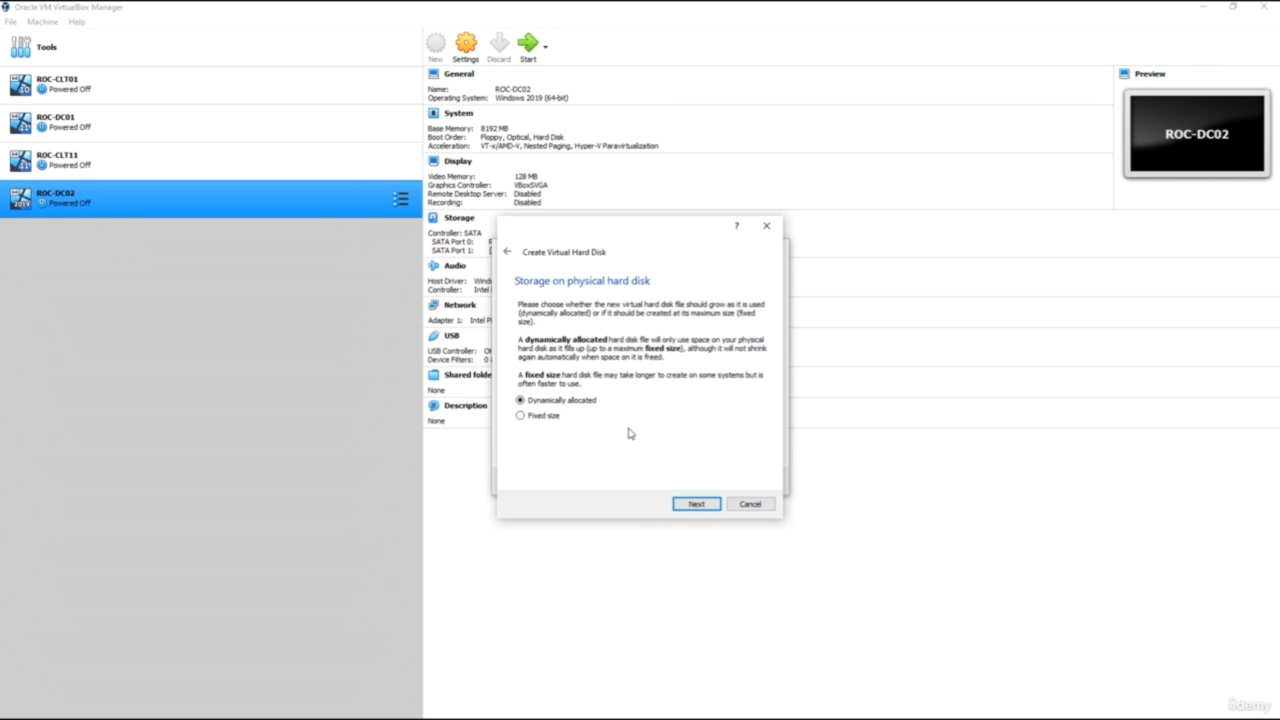 Oracle VM VirtualBox Manager
File Machine Help
Tools
ROC-CLT01
Powered Off
ROC-DC01
Powered Off
ROC-CLT11
Powered Off
ROC-DC02
Powered Off
New Settings Discard Start
General
Name: ROC-DC02
Operating System: Windows 2019 (64-bit)
System
Base Memory: 8192 MB
Boot Order: Floppy, Optical, Hard Disk
Acceleration: VT-x/AMD-V, Nested Paging, Hyper-V Paravirtualization
Display
Video Memory: 128 MB
Graphics Controller: VBoxSVGA
Remote Desktop Server: Disabled
Recording: Disabled
Storage
Controller: SATA
SATA Port 0:
SATA Port 1:
Audio
Host Driver: Wind
Controller: Intel
Network
Adapter 1: Intel P
USB
USB Controller:
Device Filters: 0
Shared folde
None
Description
None
Preview
ROC-DC02
?
Create Virtual Hard Disk
Storage on physical hard disk
Please choose whether the new virtual hard disk file should grow as it is used
(dynamically allocated) or if it should be created at its maximum size (fixed
size).
A dynamically allocated hard disk file will only use space on your physical
hard disk as it fills up (up to a maximum fixed size), although it will not shrink
again automatically when space on it is freed.
A fixed size hard disk file may take longer to create on some systems but is
often faster to use.
Dynamically allocated
Fixed size
Next Cancel
ûdemy